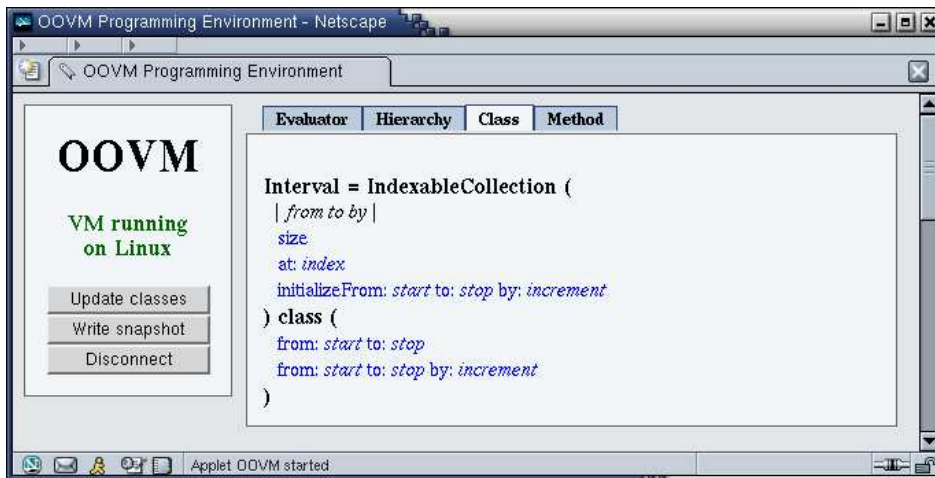 OOVM Programming Environment - Netscape
OOVM Programming Environment
OOVM
VM running
on Linux
Update classes
Write snapshot
Disconnect
Evaluator Hierarchy Class Method
Interval = IndexableCollection (
| from to by |
size
at: index
initializeFrom: start to: stop by: increment
) class (
from: start to: stop
from: start to: stop by: increment
)
Applet OOVM started